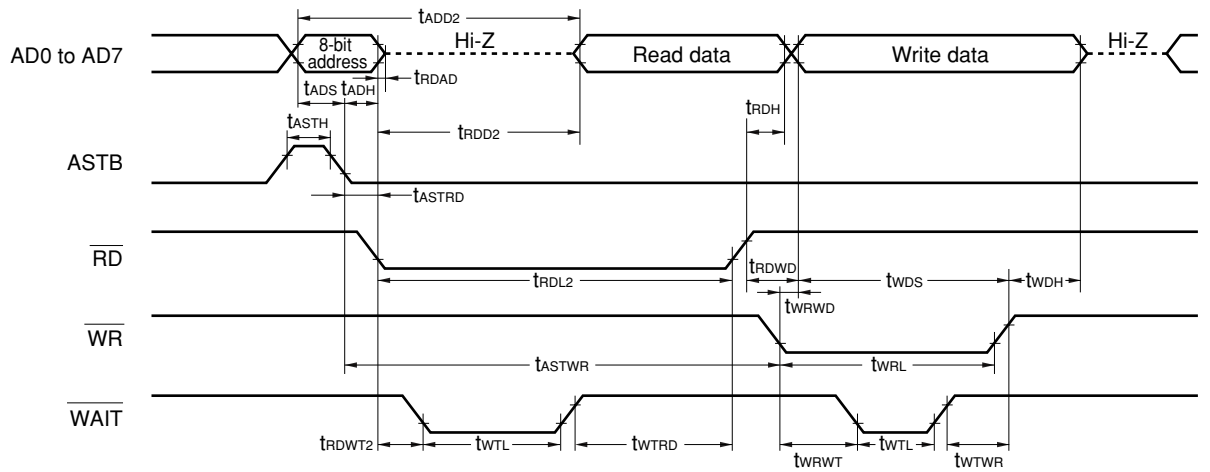 tADD2
AD0 to AD7
8-bit
address
Hi-Z
Read data
Write data
Hi-Z
tRDAD
tADS
tADH
tRDH
tASTH
tRDD2
ASTB
tASTRD
RD
tRDL2
tRDWD
tWDS
tWDH
tWRWD
WR
tASTWR
tWRL
WAIT
tRDWT2
tWTL
tWTRD
tWRWT
tWTL
tWTWR